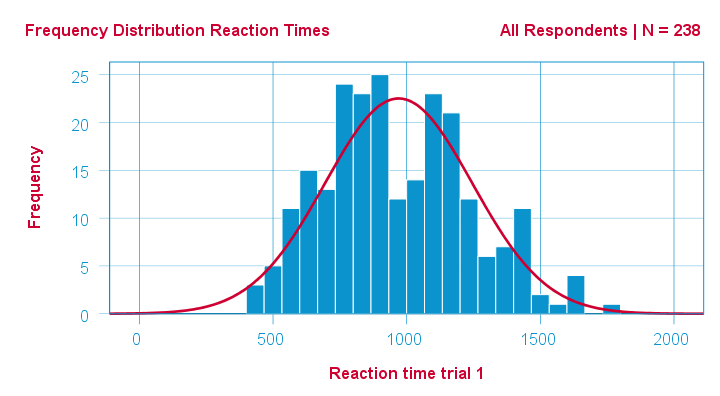 Frequency Distribution Reaction Times
All Respondents | N = 238
Frequency
25
20
15
10
5
0
0 500 1000 1500 2000
Reaction time trial 1